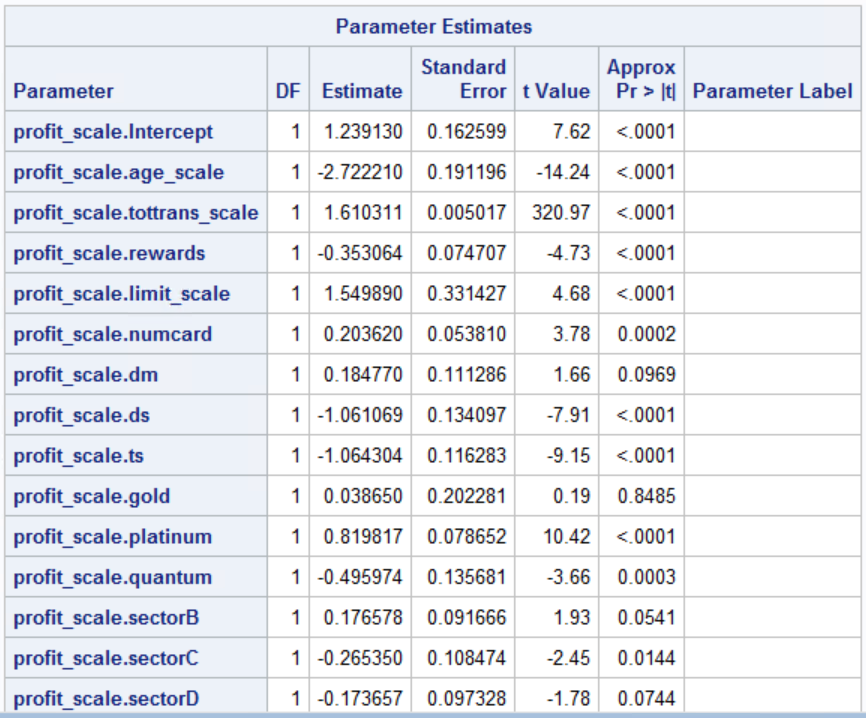 Parameter Estimates
Parameter DF Estimate Standard Error t Value Approx Pr > |t| Parameter Label
profit_scale.Intercept 1 1.239130 0.162599 7.62 <.0001
profit_scale.age_scale 1 -2.722210 0.191196 -14.24 <.0001
profit_scale.tottrans_scale 1 1.610311 0.005017 320.97 <.0001
profit_scale.rewards 1 -0.353064 0.074707 -4.73 <.0001
profit_scale.limit_scale 1 1.549890 0.331427 4.68 <.0001
profit_scale.numcard 1 0.203620 0.053810 3.78 0.0002
profit_scale.dm 1 0.184770 0.111286 1.66 0.0969
profit_scale.ds 1 -1.061069 0.134097 -7.91 <.0001
profit_scale.ts 1 -1.064304 0.116283 -9.15 <.0001
profit_scale.gold 1 0.038650 0.202281 0.19 0.8485
profit_scale.platinum 1 0.819817 0.078652 10.42 <.0001
profit_scale.quantum 1 -0.495974 0.135681 -3.66 0.0003
profit_scale.sectorB 1 0.176578 0.091666 1.93 0.0541
profit_scale.sectorC 1 -0.265350 0.108474 -2.45 0.0144
profit_scale.sectorD 1 -0.173657 0.097328 -1.78 0.0744